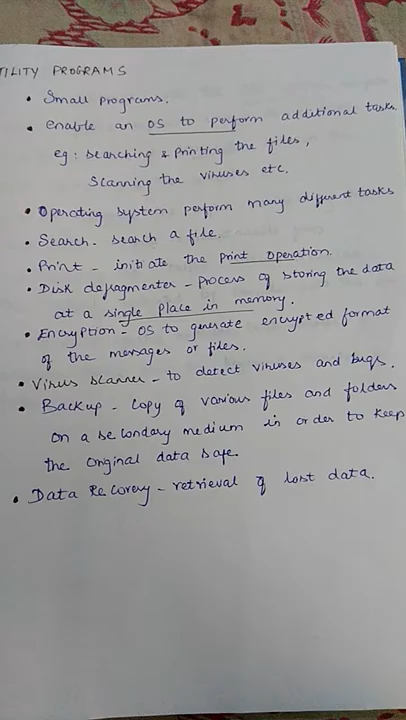 TILITY PROGRAMS
• Small programs.
• enable an OS to perform additional tasks.
eg: searching & printing the files,
scanning the viruses etc.
• Operating system perform many different tasks
• Search - search a file.
• Print - initiate the print operation.
• Disk defragmenter - process of storing the data
at a single place in memory.
• Encryption - OS to generate encrypted format
of the messages or files.
• Virus scanner - to detect viruses and bugs.
• Backup - copy of various files and folders
on a secondary medium in order to keep
the original data safe.
• Data Recovery - retrieval of lost data.